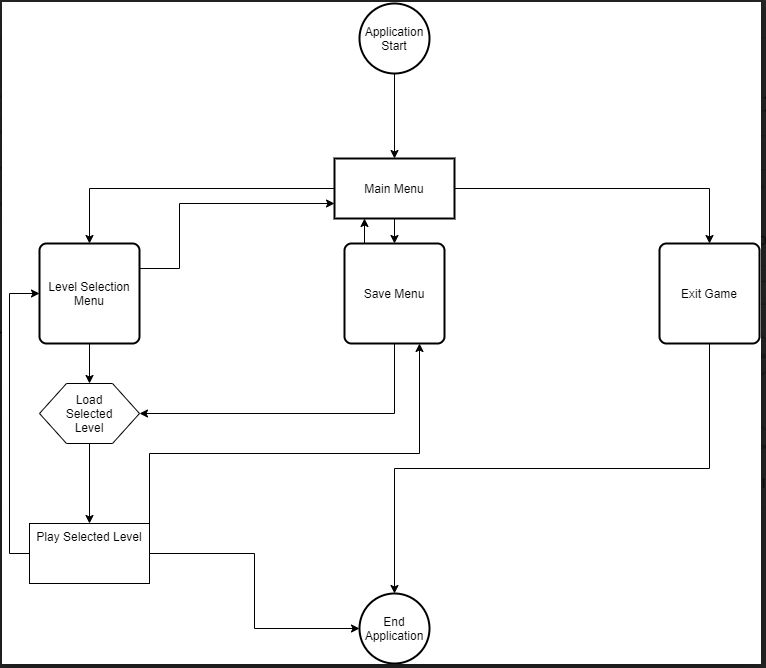 Application
Start
Main Menu
Level Selection
Menu
Save Menu
Exit Game
Load
Selected
Level
Play Selected Level
End
Application